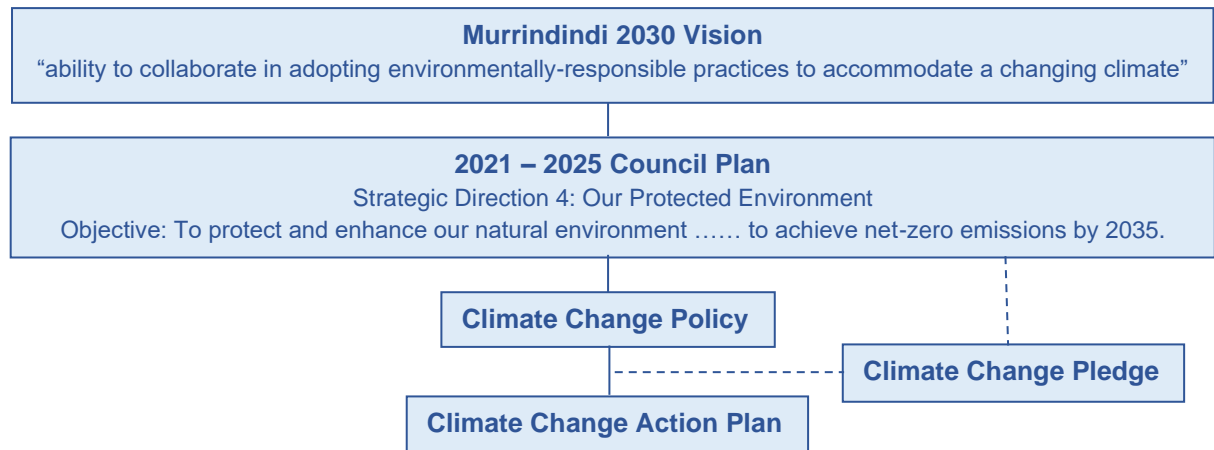 Murrindindi 2030 Vision
“ability to collaborate in adopting environmentally-responsible practices to accommodate a changing climate”
2021 – 2025 Council Plan
Strategic Direction 4: Our Protected Environment
Objective: To protect and enhance our natural environment …… to achieve net-zero emissions by 2035.
Climate Change Policy
Climate Change Pledge
Climate Change Action Plan